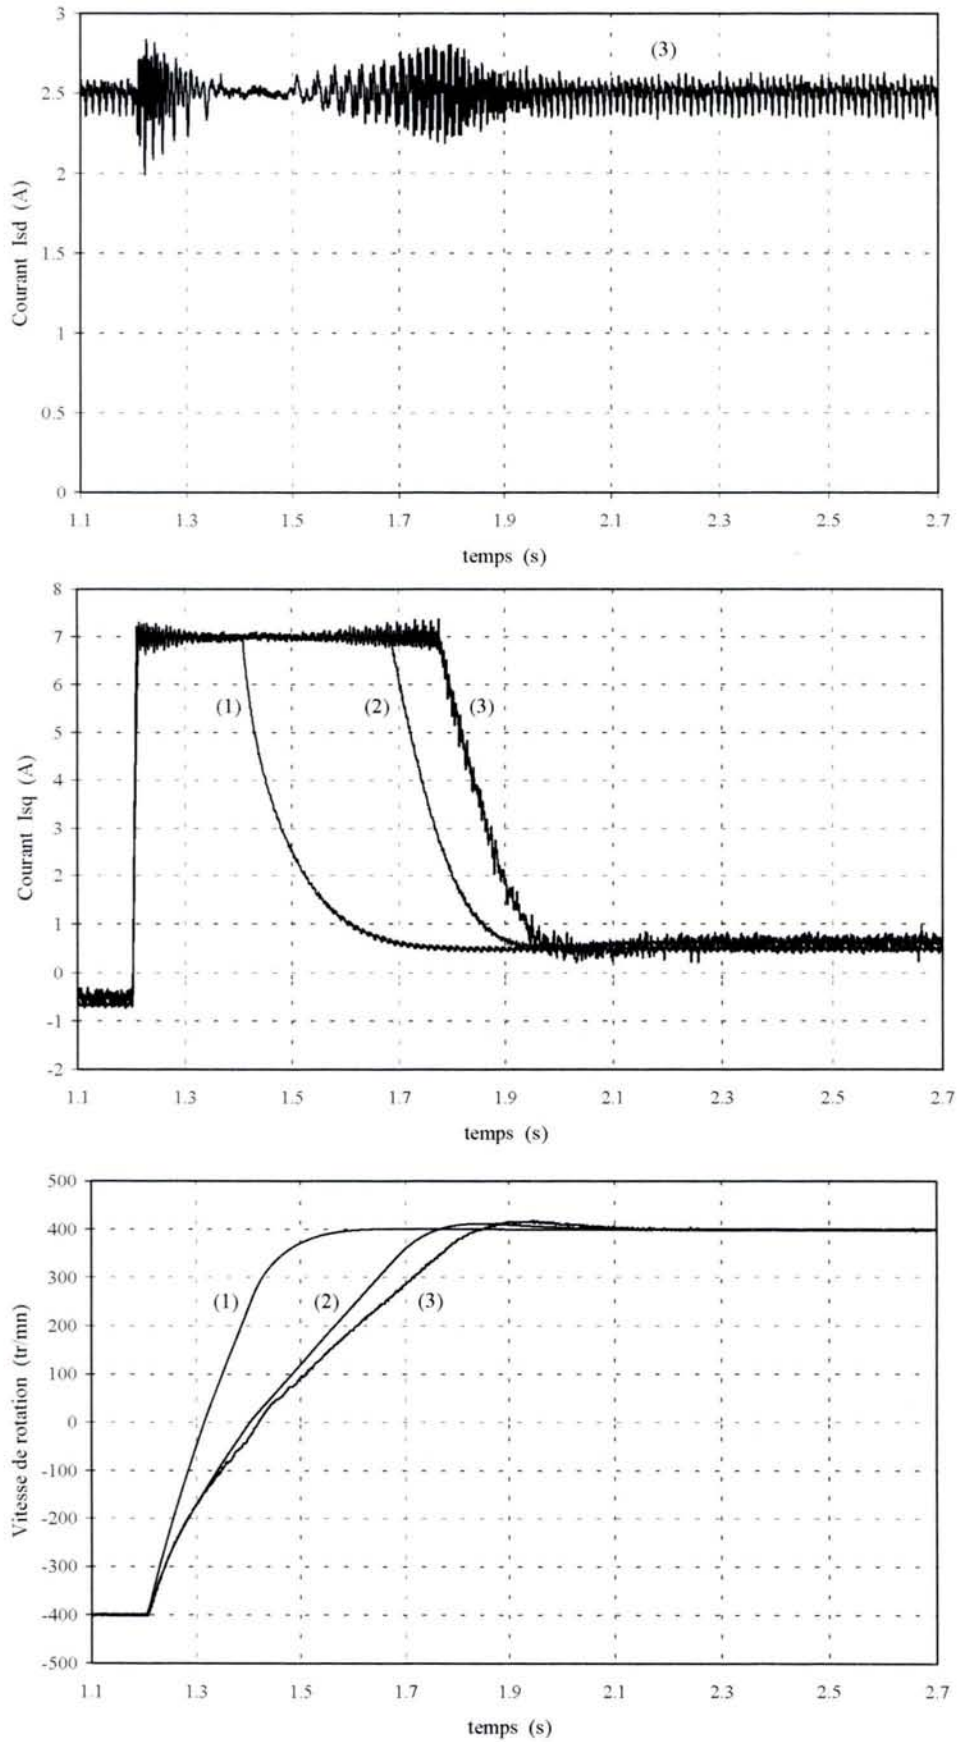 3
(3)
2.5
2
1.5
1
0.5
0
Courant Isd (A)
1.1 1.3 1.5 1.7 1.9 2.1 2.3 2.5 2.7
temps (s)
8
7
6
(1) (2) (3)
5
4
3
2
1
0
-1
-2
Courant Isq (A)
1.1 1.3 1.5 1.7 1.9 2.1 2.3 2.5 2.7
temps (s)
500
400
300
(1) (2) (3)
200
100
0
-100
-200
-300
-400
-500
Vitesse de rotation (tr/mn)
1.1 1.3 1.5 1.7 1.9 2.1 2.3 2.5 2.7
temps (s)